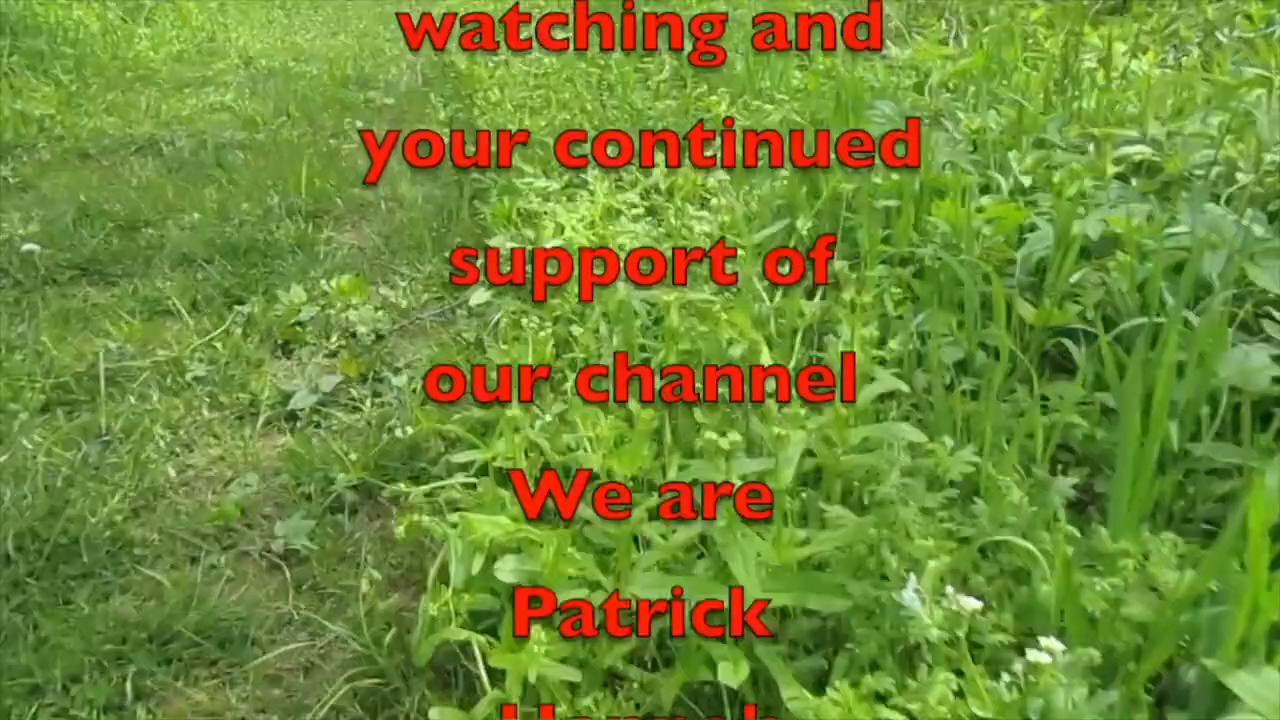 watching and
your continued
support of
our channel
We are
Patrick